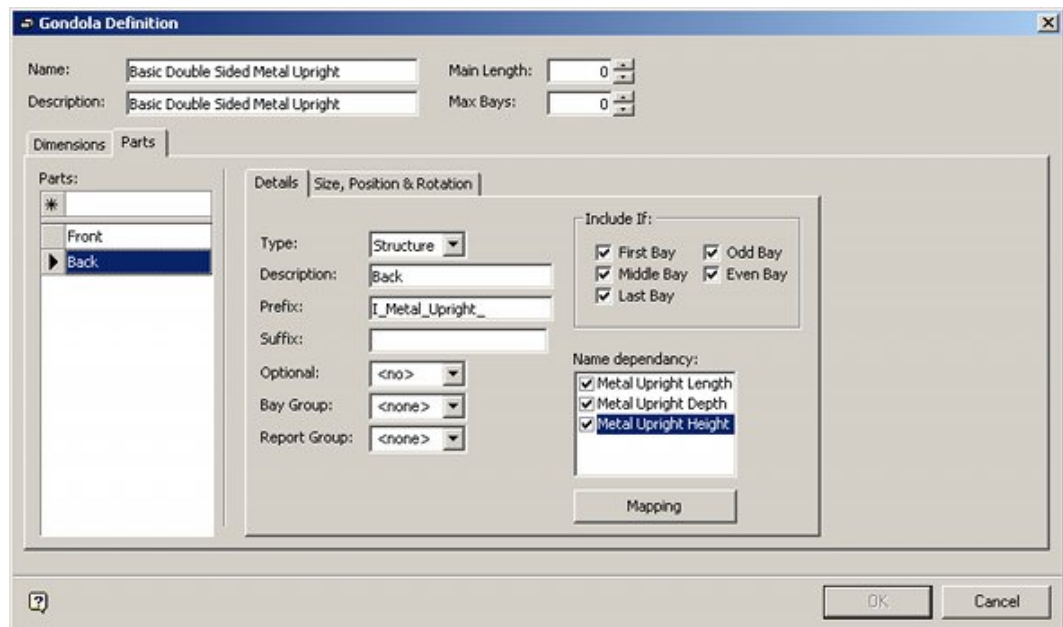 Gondola Definition
Name: Basic Double Sided Metal Upright Main Length: 0
Description: Basic Double Sided Metal Upright Max Bays: 0
Dimensions Parts
Parts:
Front
Back
Details Size, Position & Rotation
Type: Structure
Description: Back
Prefix: I_Metal_Upright_
Suffix:
Optional: <no>
Bay Group: <none>
Report Group: <none>
Include If:
First Bay Odd Bay
Middle Bay Even Bay
Last Bay
Name dependancy:
Metal Upright Length
Metal Upright Depth
Metal Upright Height
Mapping
OK Cancel